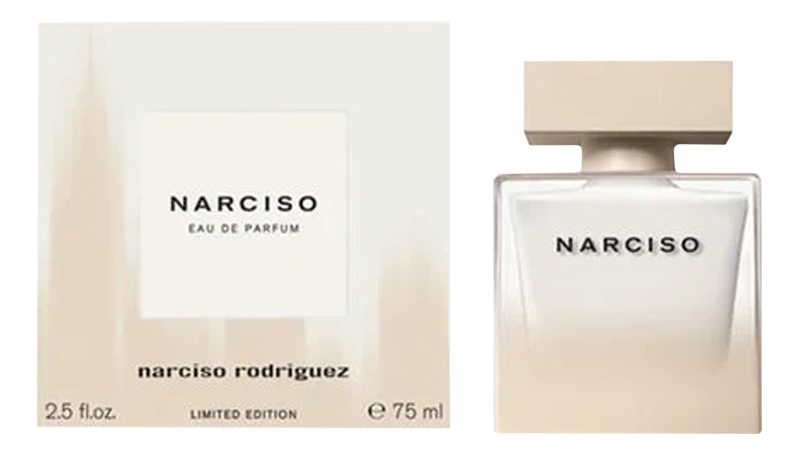 NARCISO
EAU DE PARFUM
narciso rodriguez
2.5 fl.oz.
LIMITED EDITION
℮ 75 ml
NARCISO